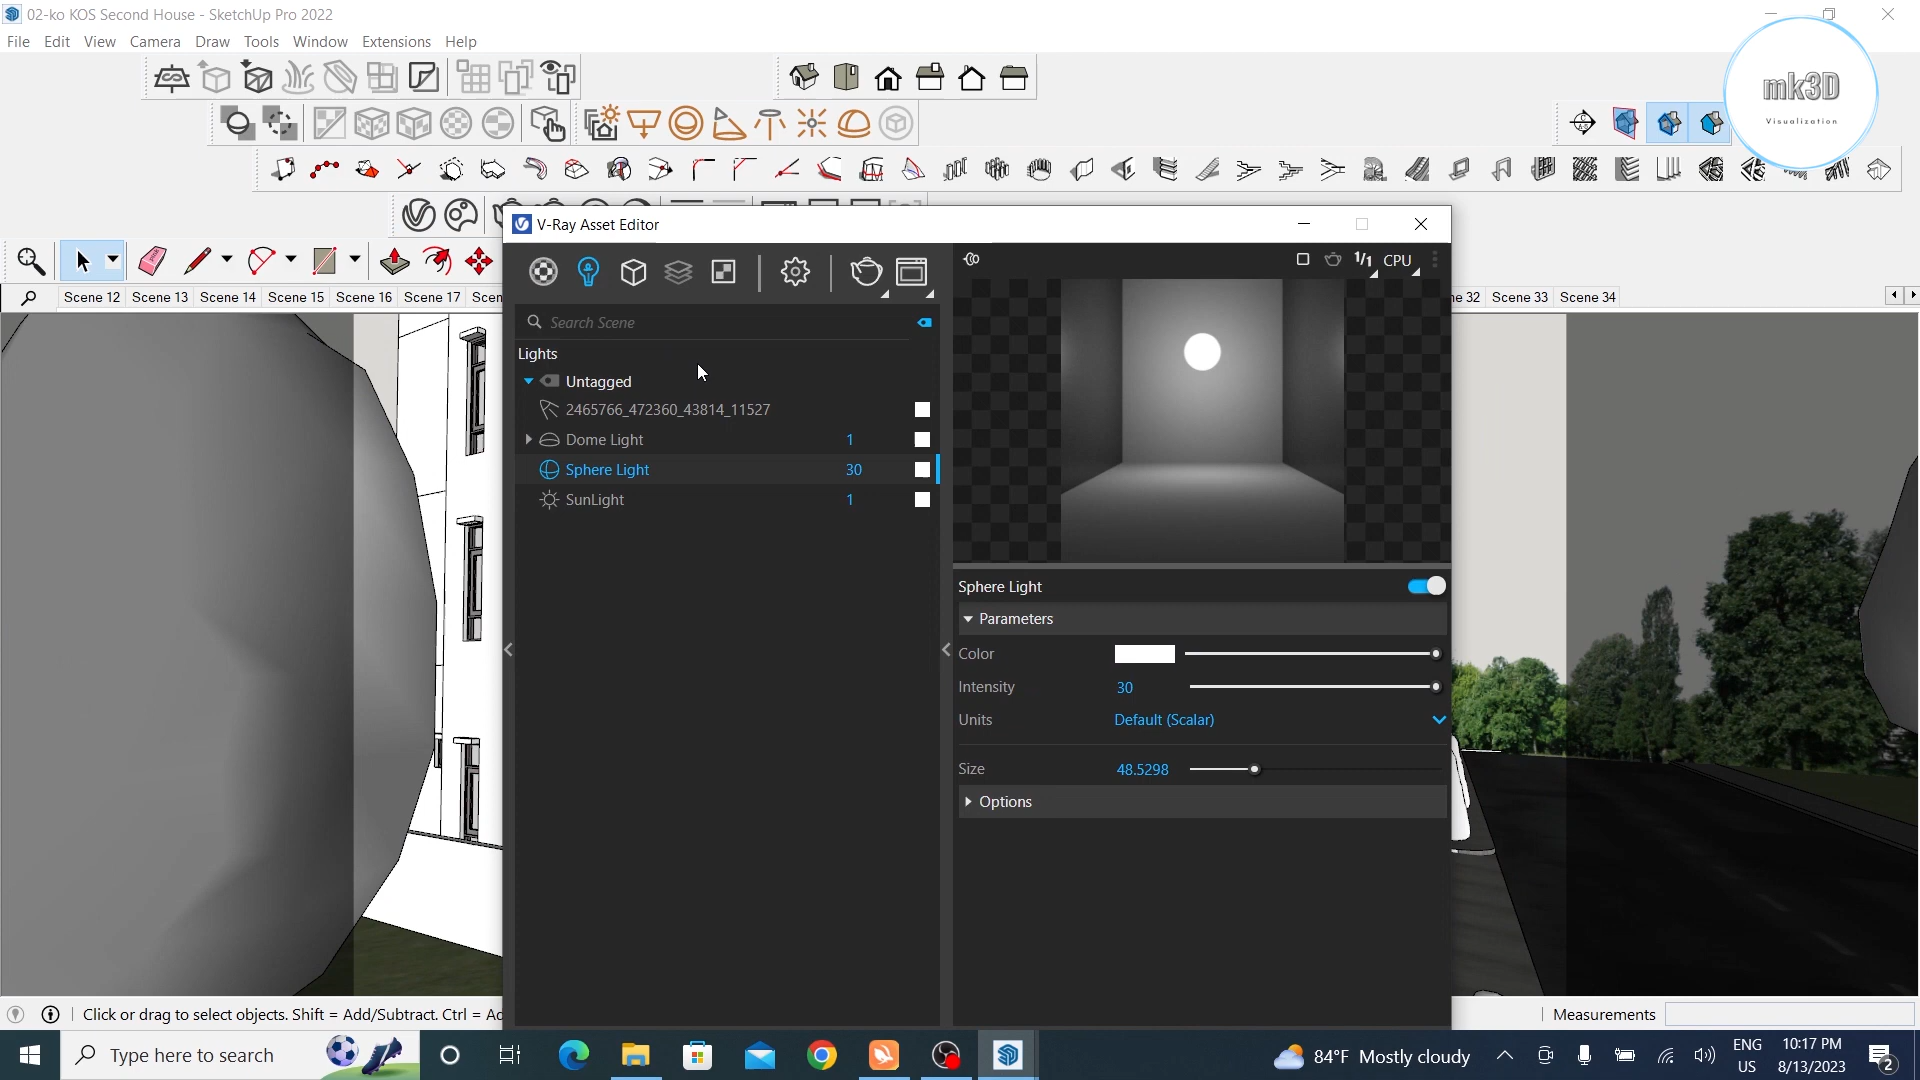 02-ko KOS Second House - SketchUp Pro 2022
File Edit View Camera Draw Tools Window Extensions Help
mk3D
Visualization
V-Ray Asset Editor
Scene 12 Scene 13 Scene 14 Scene 15 Scene 16 Scene 17
Scene 33 Scene 34
1/1 CPU
Search Scene
Lights
Untagged
2465766_472360_43814_11527
Dome Light 1
Sphere Light 30
SunLight 1
Sphere Light
Parameters
Color
Intensity 30
Units Default (Scalar)
Size 48.5298
Options
Click or drag to select objects. Shift = Add/Subtract. Ctrl =
Measurements
Type here to search
84°F Mostly cloudy
ENG
US
10:17 PM
8/13/2023
2